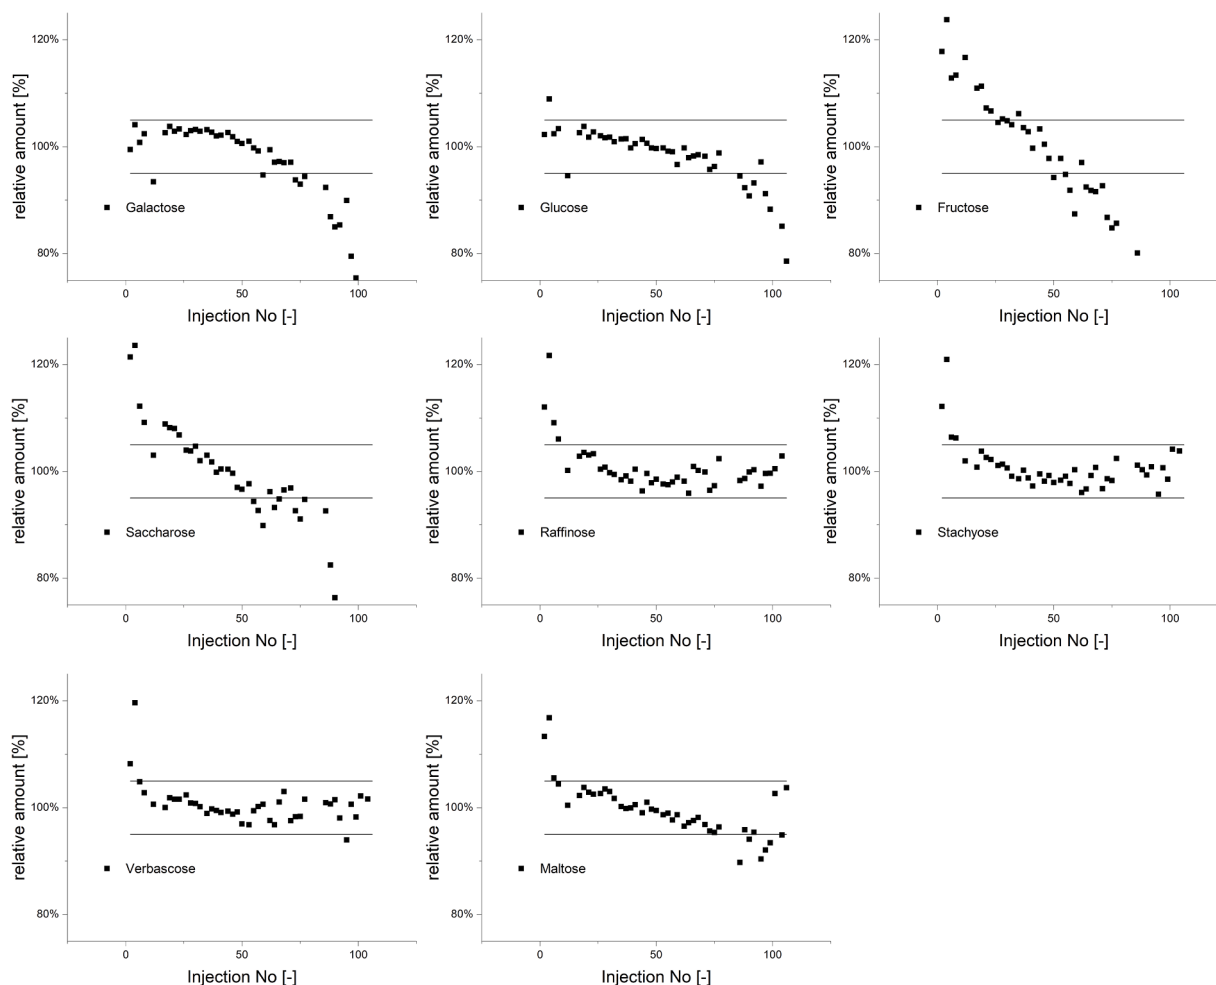 120%
100%
80%
relative amount [%]
Galactose
0
50
100
Injection No [-]
120%
100%
80%
relative amount [%]
Glucose
0
50
100
Injection No [-]
120%
100%
80%
relative amount [%]
Fructose
0
50
100
Injection No [-]
120%
100%
80%
relative amount [%]
Saccharose
0
50
100
Injection No [-]
120%
100%
80%
relative amount [%]
Raffinose
0
50
100
Injection No [-]
120%
100%
80%
relative amount [%]
Stachyose
0
50
100
Injection No [-]
120%
100%
80%
relative amount [%]
Verbascose
0
50
100
Injection No [-]
120%
100%
80%
relative amount [%]
Maltose
0
50
100
Injection No [-]